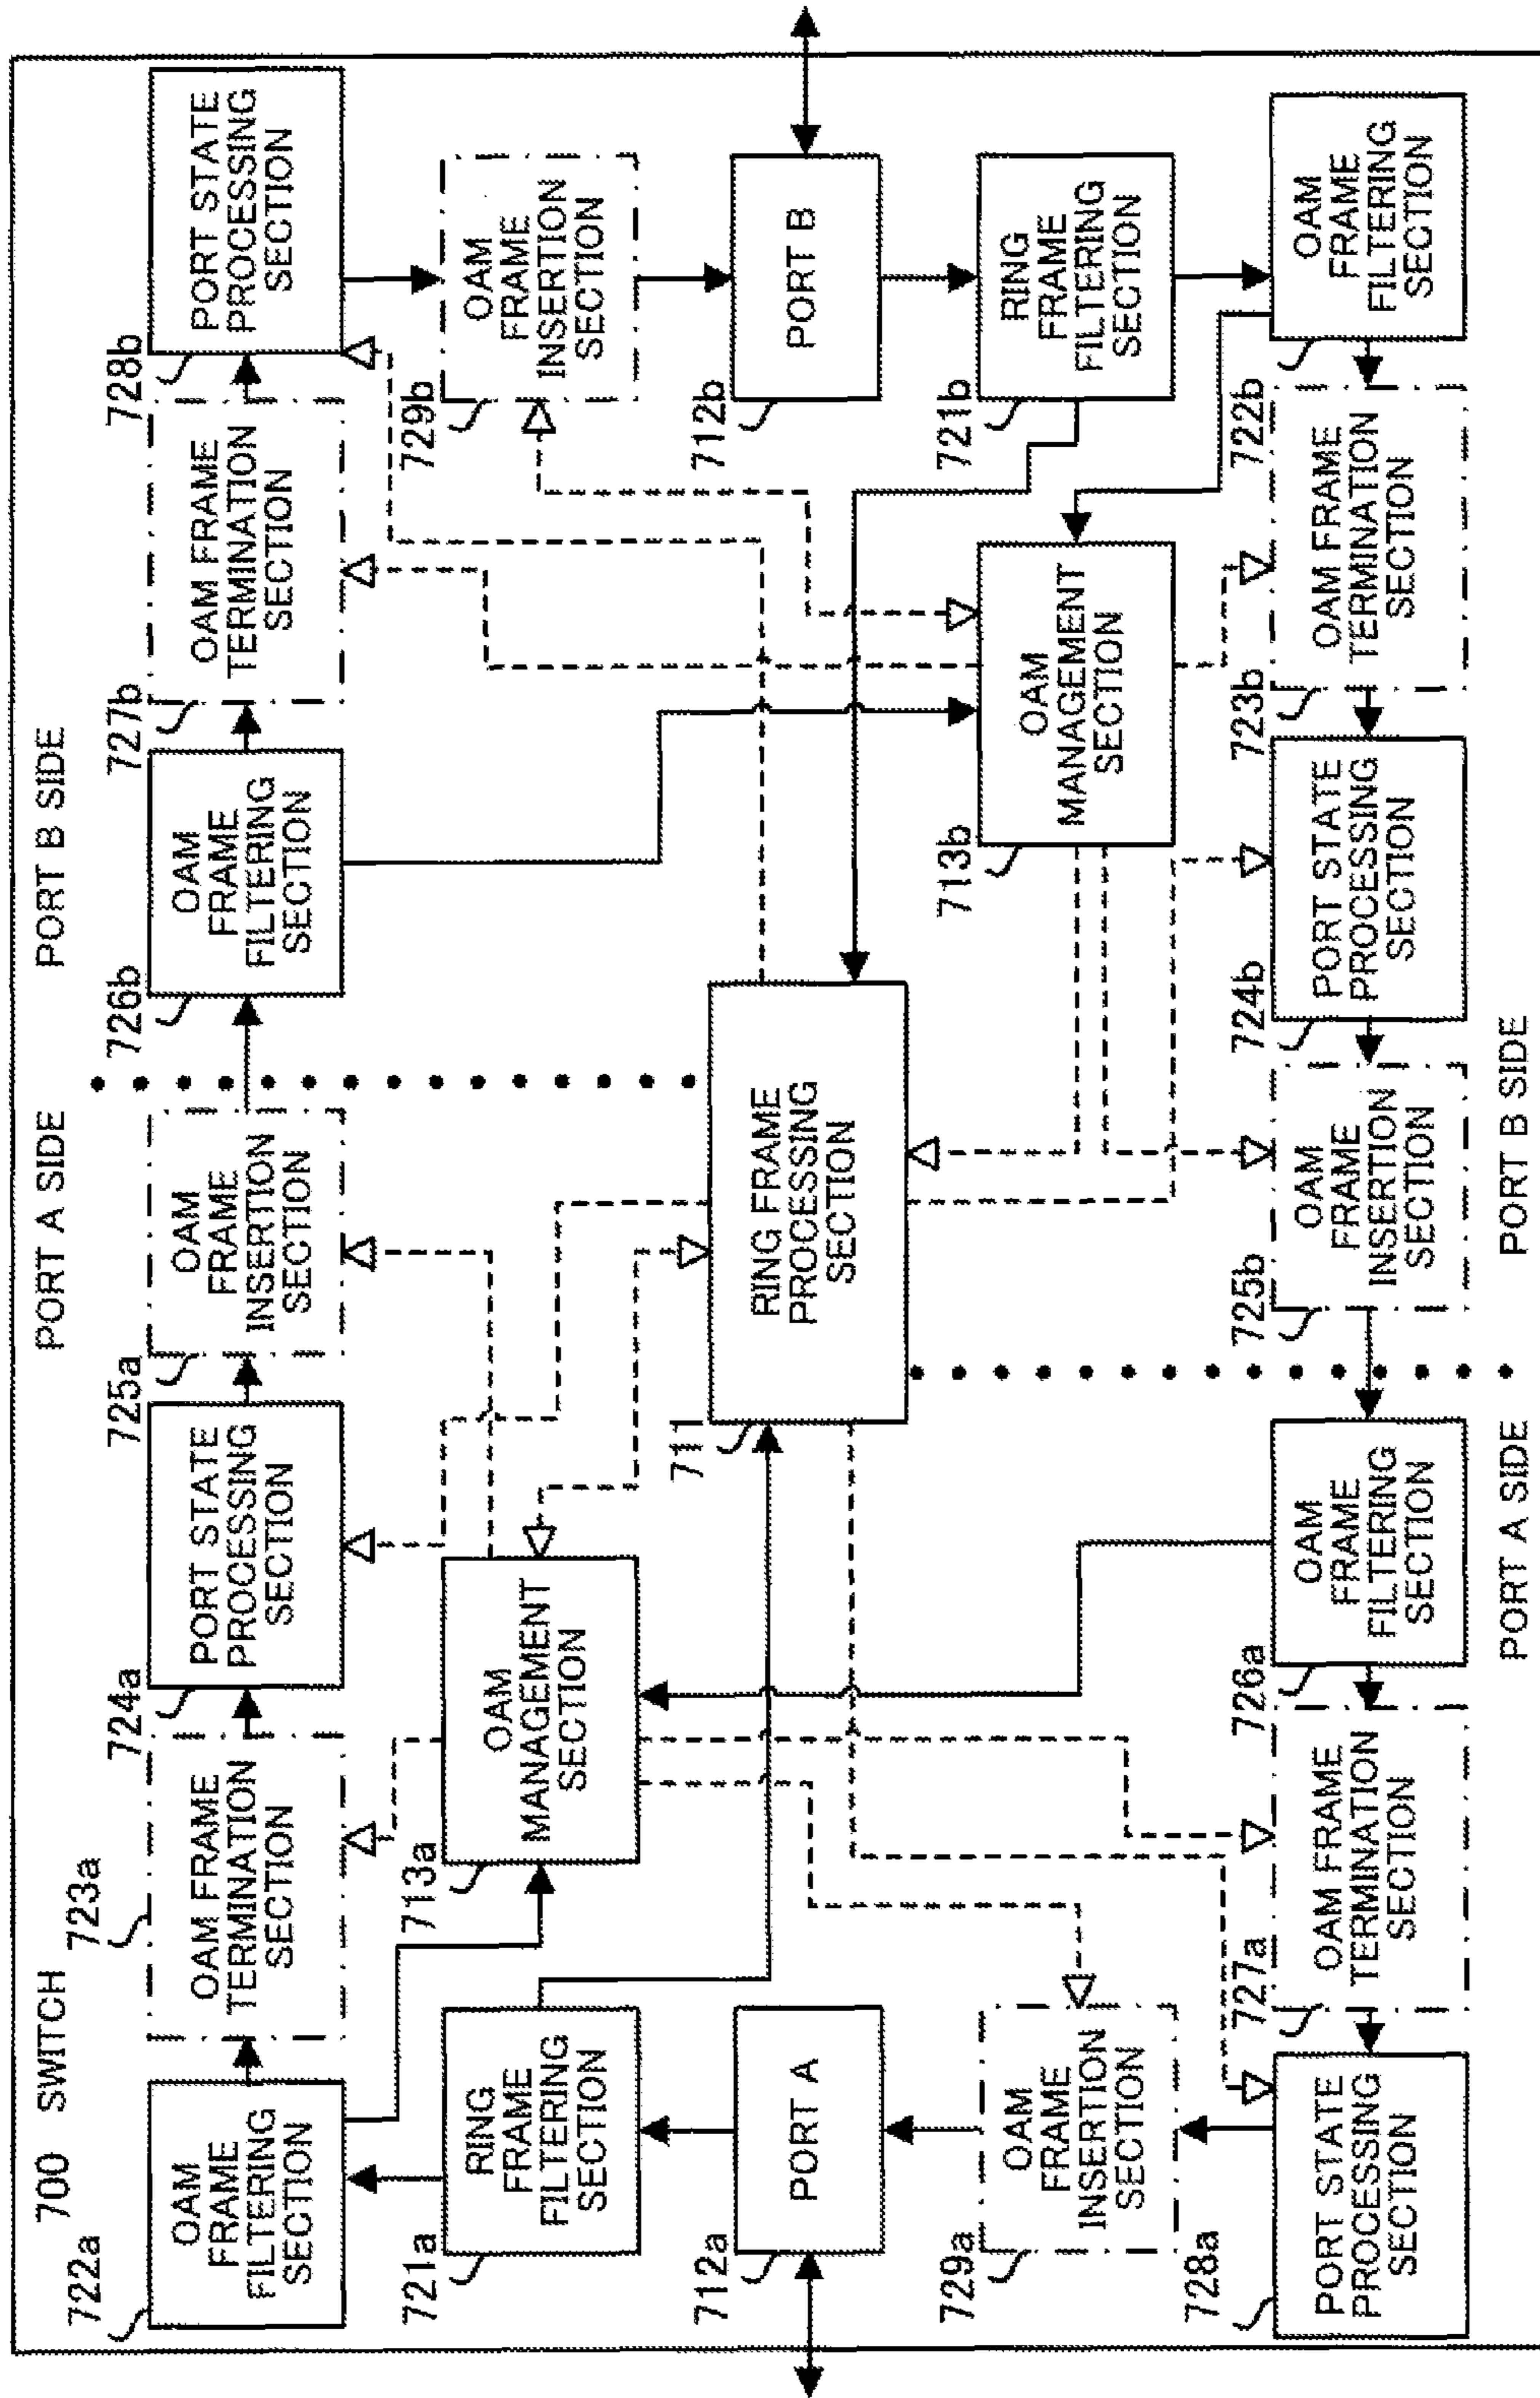 700 SWITCH
PORT A SIDE
PORT B SIDE
722a
OAM
FRAME
FILTERING
SECTION
723a
OAM FRAME
TERMINATION
SECTION
724a
PORT STATE
PROCESSING
SECTION
725a
OAM
FRAME
INSERTION
SECTION
726b
OAM
FRAME
FILTERING
SECTION
727b
OAM FRAME
TERMINATION
SECTION
728b
PORT STATE
PROCESSING
SECTION
721a
RING
FRAME
FILTERING
SECTION
713a
OAM
MANAGEMENT
SECTION
729b
OAM
FRAME
INSERTION
SECTION
712a
PORT A
711
RING FRAME
PROCESSING
SECTION
712b
PORT B
729a
OAM
FRAME
INSERTION
SECTION
713b
OAM
MANAGEMENT
SECTION
721b
RING
FRAME
FILTERING
SECTION
728a
PORT STATE
PROCESSING
SECTION
727a
OAM FRAME
TERMINATION
SECTION
726a
OAM
FRAME
FILTERING
SECTION
725b
OAM
FRAME
INSERTION
SECTION
724b
PORT STATE
PROCESSING
SECTION
723b
OAM FRAME
TERMINATION
SECTION
722b
OAM
FRAME
FILTERING
SECTION
PORT A SIDE
PORT B SIDE